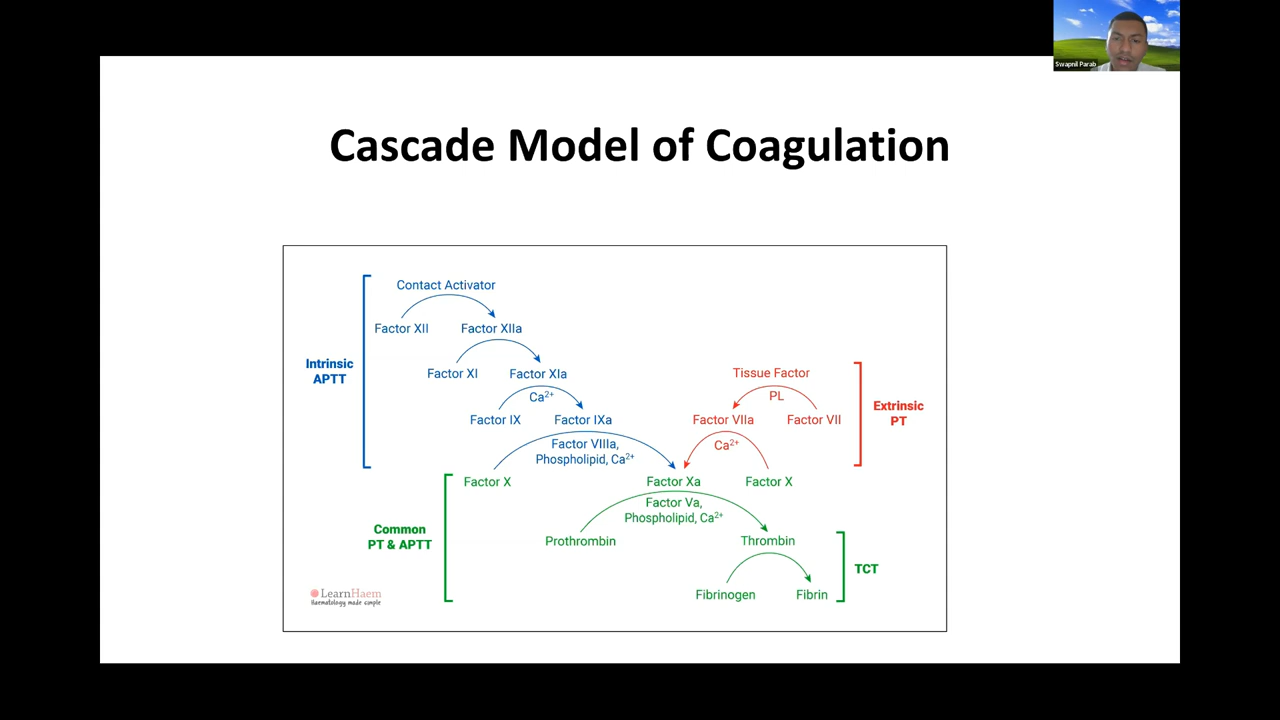 Swapnil Parab
Cascade Model of Coagulation
Contact Activator
Factor XII Factor XIIa
Intrinsic
APTT
Factor XI Factor XIa
Ca²⁺
Factor IX Factor IXa
Factor VIIIa,
Phospholipid, Ca²⁺
Tissue Factor
PL
Factor VIIa Factor VII
Ca²⁺
Extrinsic
PT
Factor X Factor Xa Factor X
Factor Va,
Phospholipid, Ca²⁺
Common
PT & APTT
Prothrombin Thrombin
Fibrinogen Fibrin
TCT
LearnHaem
Haematology made simple